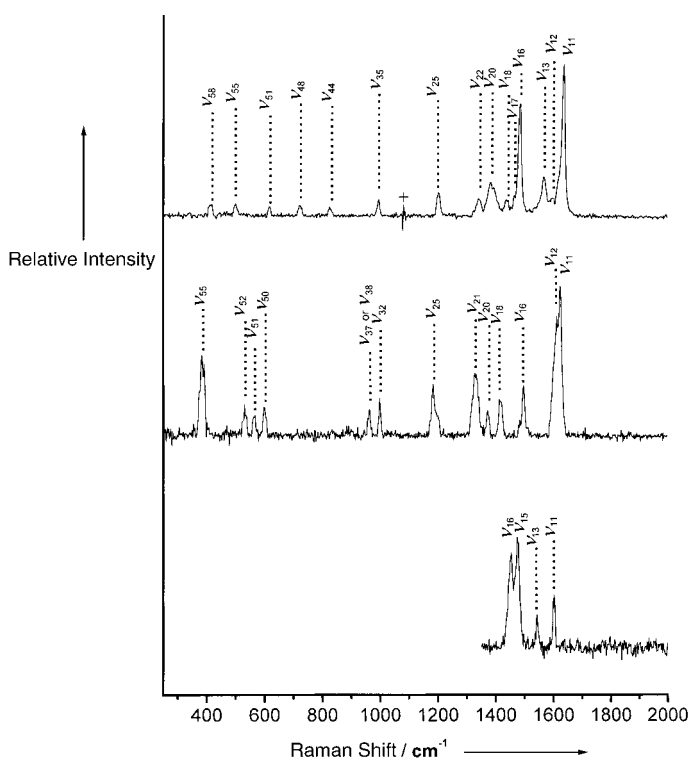 ν58 ν55 ν51 ν48 ν44 ν35 ν25 ν22 ν20 ν18 ν17 ν16 ν13 ν12 ν11
+
Relative Intensity
ν55 ν52 ν51 ν50 ν37 or ν38 ν32 ν25 ν21 ν20 ν18 ν16 ν12 ν11
ν16 ν15 ν13 ν11
400 600 800 1000 1200 1400 1600 1800 2000
Raman Shift / cm-1